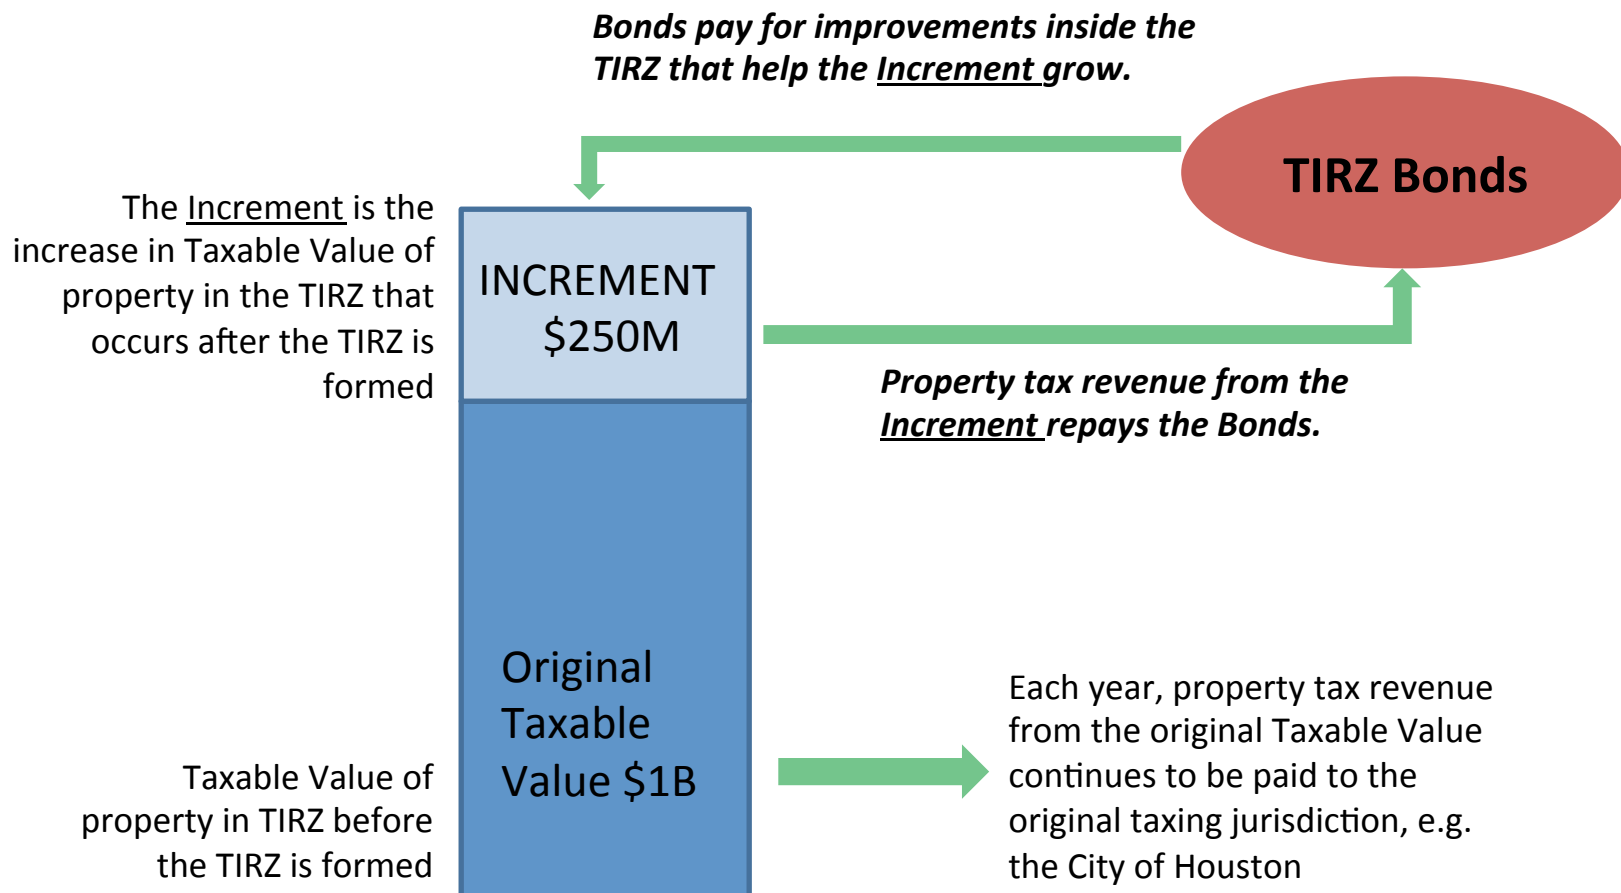 Bonds pay for improvements inside the
TIRZ that help the Increment grow.
TIRZ Bonds
The Increment is the
increase in Taxable Value of
property in the TIRZ that
occurs after the TIRZ is
formed
INCREMENT
$250M
Property tax revenue from the
Increment repays the Bonds.
Original
Taxable
Value $1B
Taxable Value of
property in TIRZ before
the TIRZ is formed
Each year, property tax revenue
from the original Taxable Value
continues to be paid to the
original taxing jurisdiction, e.g.
the City of Houston